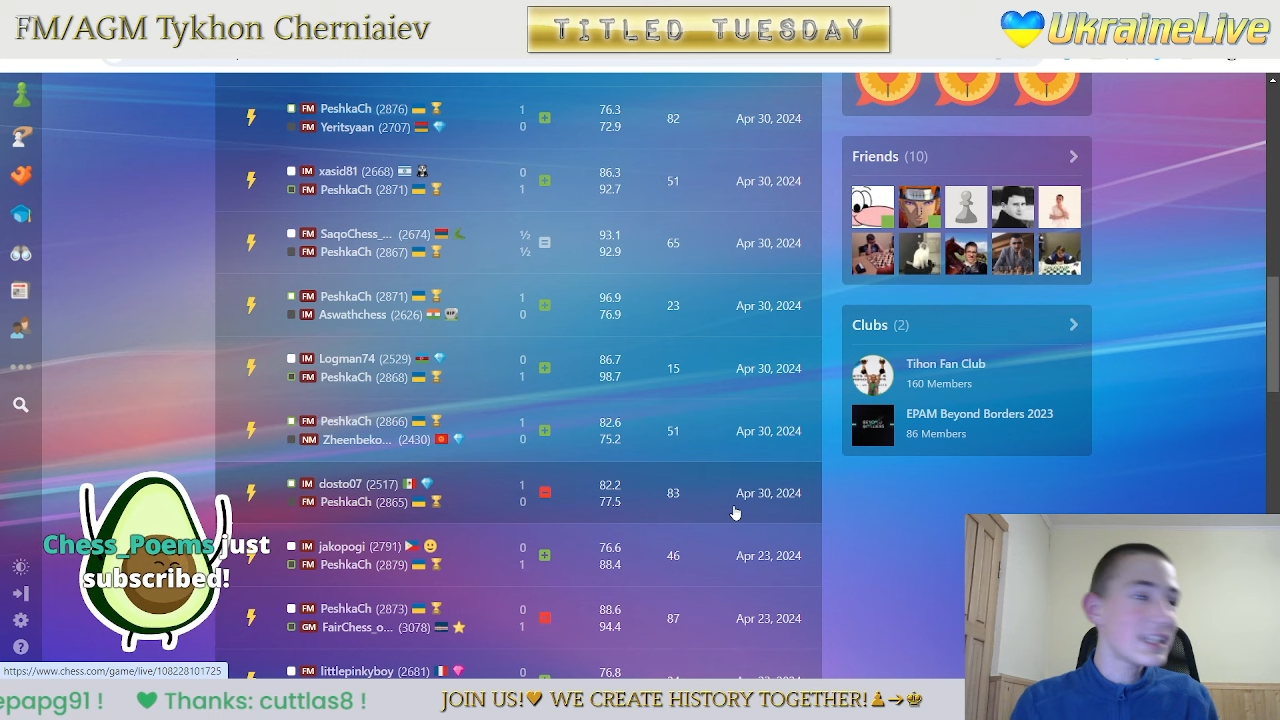 FM/AGM Tykhon Cherniaiev
TITLED TUESDAY
UkraineLive
FM PeshkaCh (2876) 1 76.3
FM Yeritsyaan (2707) 0 72.9
82 Apr 30, 2024
IM xasid81 (2668) 0 86.3
FM PeshkaCh (2871) 1 92.7
51 Apr 30, 2024
FM SaqoChess_... (2674) ½ 93.1
FM PeshkaCh (2867) ½ 92.9
65 Apr 30, 2024
FM PeshkaCh (2871) 1 96.9
IM Aswathchess (2626) 0 76.9
23 Apr 30, 2024
IM Logman74 (2529) 0 86.7
FM PeshkaCh (2868) 1 98.7
15 Apr 30, 2024
FM PeshkaCh (2866) 1 82.6
NM Zheenbeko... (2430) 0 75.2
51 Apr 30, 2024
IM dosto07 (2517) 1 82.2
FM PeshkaCh (2865) 0 77.5
83 Apr 30, 2024
IM jakopogi (2791) 0 76.6
FM PeshkaCh (2879) 1 88.4
46 Apr 23, 2024
FM PeshkaCh (2873) 0 88.6
GM FairChess_o... (3078) 1 94.4
87 Apr 23, 2024
FM littlepinkyboy (2681) 0 76.8
Friends (10)
Clubs (2)
Tihon Fan Club
160 Members
EPAM Beyond Borders 2023
86 Members
Chess_Poems just
subscribed!
https://www.chess.com/game/live/108228101725
epapg91 ! Thanks: cuttlas8 !
JOIN US!♥ WE CREATE HISTORY TOGETHER!♟→♚